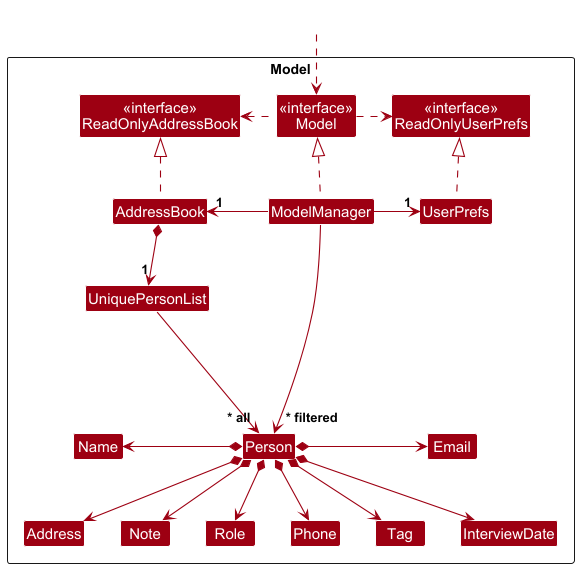 Model
«interface»
ReadOnlyAddressBook
«interface»
Model
«interface»
ReadOnlyUserPrefs
AddressBook
1
ModelManager
1
UserPrefs
1
UniquePersonList
* all
* filtered
Name
Person
Email
Address
Note
Role
Phone
Tag
InterviewDate